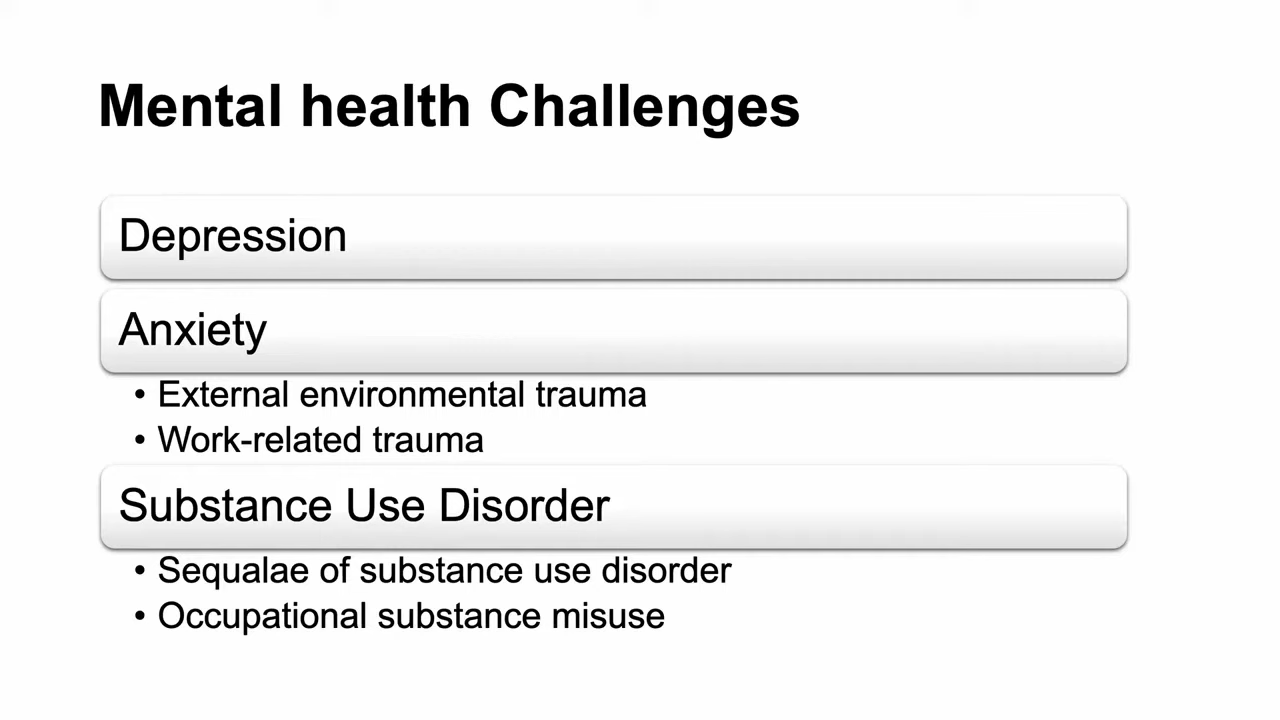 Mental health Challenges
Depression
Anxiety
• External environmental trauma
• Work-related trauma
Substance Use Disorder
• Sequalae of substance use disorder
• Occupational substance misuse